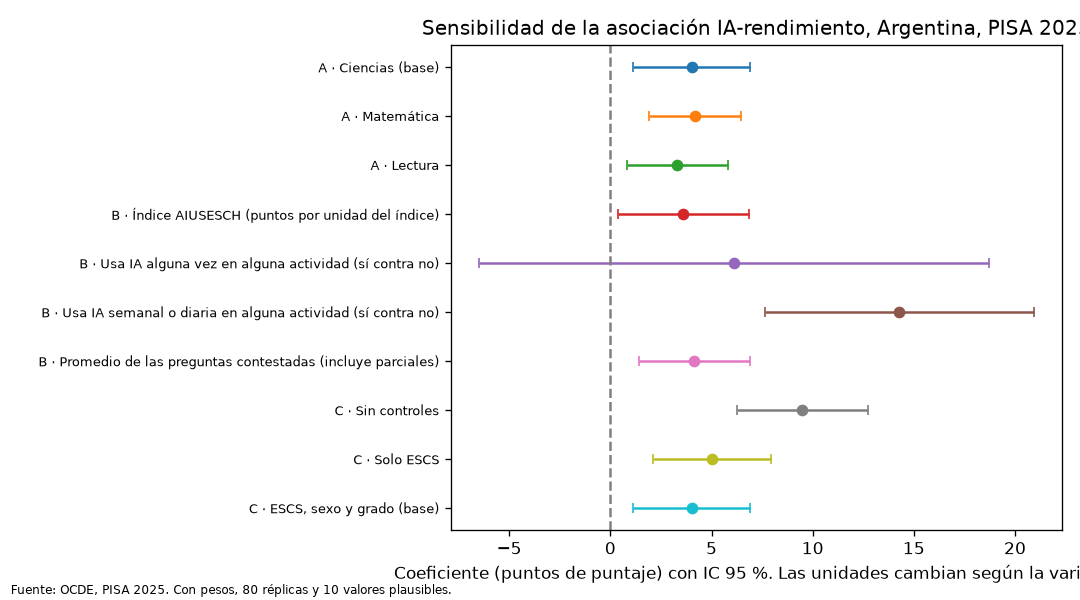 Sensibilidad de la asociación IA-rendimiento, Argentina, PISA 202
A · Ciencias (base)
A · Matemática
A · Lectura
B · Índice AIUSESCH (puntos por unidad del índice)
B · Usa IA alguna vez en alguna actividad (sí contra no)
B · Usa IA semanal o diaria en alguna actividad (sí contra no)
B · Promedio de las preguntas contestadas (incluye parciales)
C · Sin controles
C · Solo ESCS
C · ESCS, sexo y grado (base)
−5 0 5 10 15 20
Coeficiente (puntos de puntaje) con IC 95 %. Las unidades cambian según la vari
Fuente: OCDE, PISA 2025. Con pesos, 80 réplicas y 10 valores plausibles.